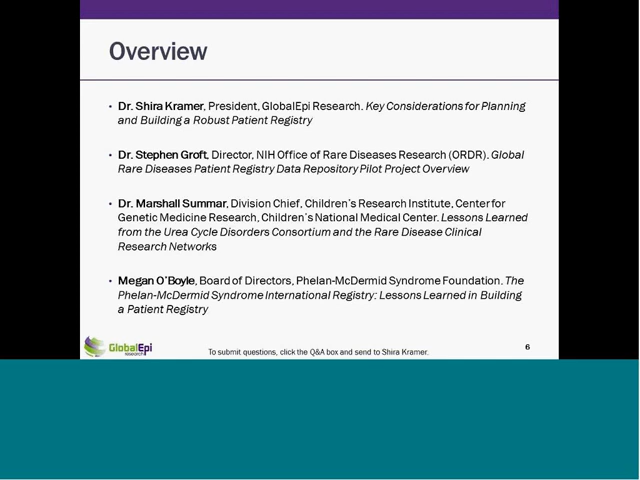 Overview
• Dr. Shira Kramer, President, GlobalEpi Research. Key Considerations for Planning
and Building a Robust Patient Registry
• Dr. Stephen Groft, Director, NIH Office of Rare Diseases Research (ORDR). Global
Rare Diseases Patient Registry Data Repository Pilot Project Overview
• Dr. Marshall Summar, Division Chief, Children's Research Institute, Center for
Genetic Medicine Research, Children's National Medical Center. Lessons Learned
from the Urea Cycle Disorders Consortium and the Rare Disease Clinical
Research Networks
• Megan O'Boyle, Board of Directors, Phelan-McDermid Syndrome Foundation. The
Phelan-McDermid Syndrome International Registry: Lessons Learned in Building
a Patient Registry
GlobalEpi
research
To submit questions, click the Q&A box and send to Shira Kramer.
6